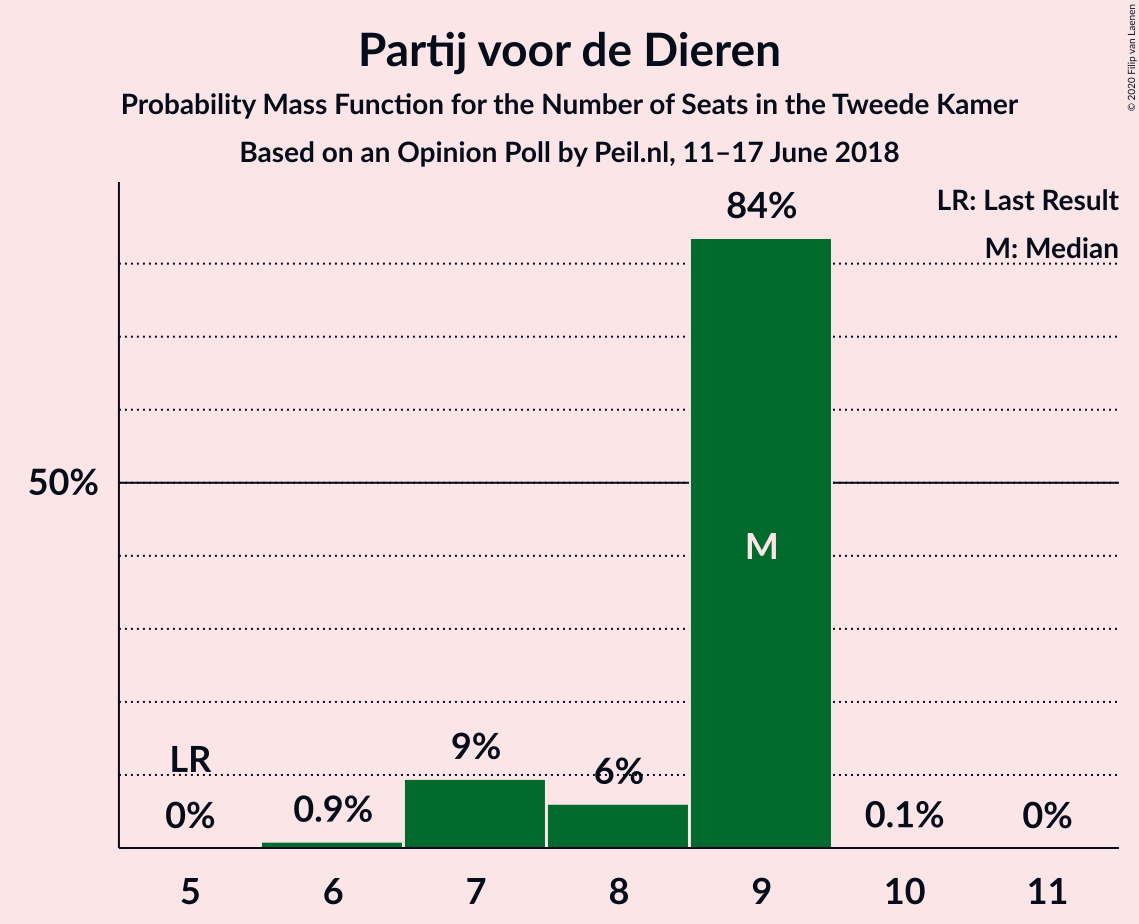 Partij voor de Dieren
Probability Mass Function for the Number of Seats in the Tweede Kamer
Based on an Opinion Poll by Peil.nl, 11–17 June 2018
© 2020 Filip van Laenen
LR: Last Result
M: Median
84%
50%
M
LR
0%
0.9%
9%
6%
0.1%
0%
5 6 7 8 9 10 11